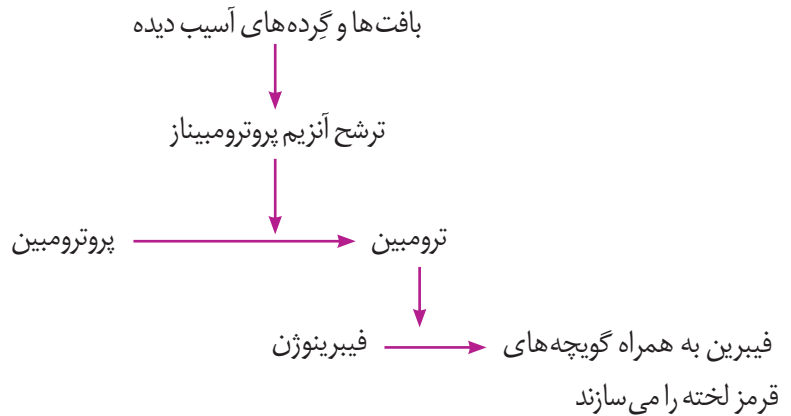 بافت‌ها و گِرده‌های آسیب دیده
ترشح آنزیم پروترومبیناز
پروترومبین
ترومبین
فیبرینوژن
فیبرین به همراه گویچه‌های
قرمز لخته را می‌سازند